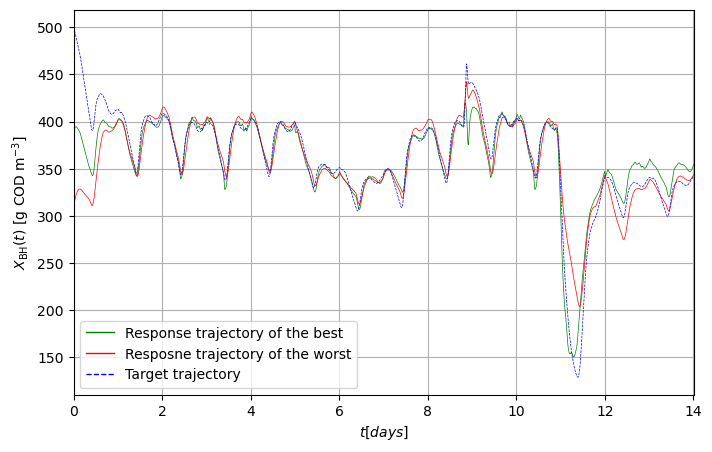 500
450
400
350
300
250
200
150
X_BH(t) [g COD m⁻³]
Response trajectory of the best
Resposne trajectory of the worst
Target trajectory
0 2 4 6 8 10 12 14
t[days]